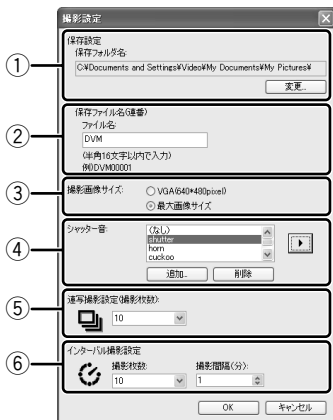 撮影設定
① 保存設定
保存フォルダ名:
C:¥Documents and Settings¥Video¥My Documents¥My Pictures¥
変更...
② 保存ファイル名(連番)
ファイル名:
DVM
(半角16文字以内で入力)
例)DVM00001
③ 撮影画像サイズ: VGA(640*480pixel)
最大画像サイズ
④ シャッター音: (なし)
shutter
horn
cuckoo
追加... 削除
⑤ 連写撮影設定(撮影枚数):
10
⑥ インターバル撮影設定
撮影枚数: 撮影間隔(分):
10 1
OK キャンセル